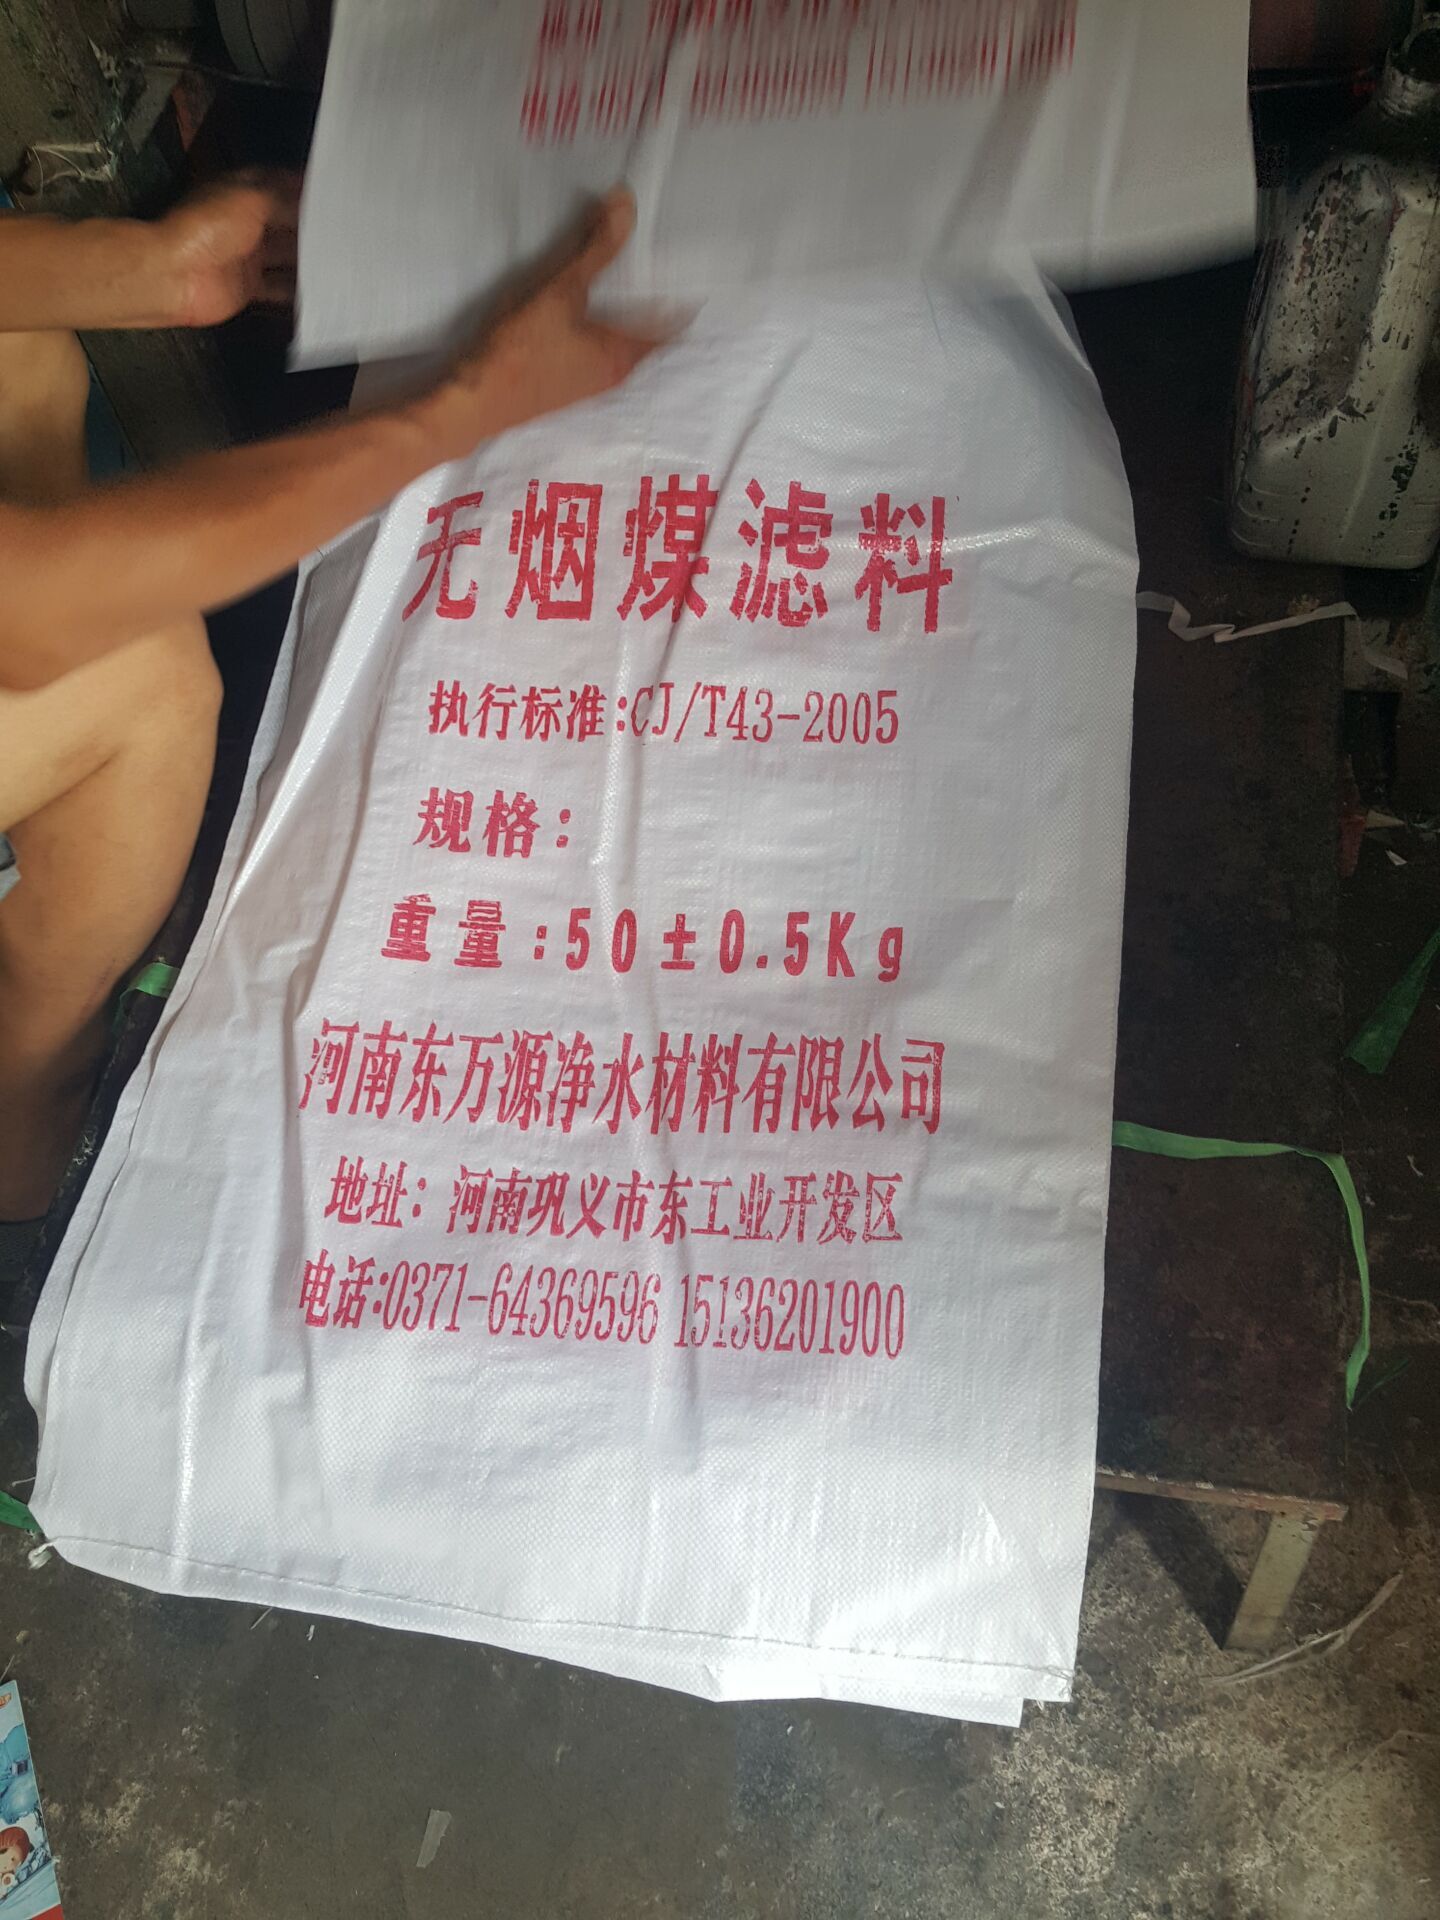 无烟煤滤料
执行标准:CJ/T43-2005
规格:
重量:50±0.5Kg
河南东万源净水材料有限公司
地址: 河南巩义市东工业开发区
电话:0371-64369596 15136201900